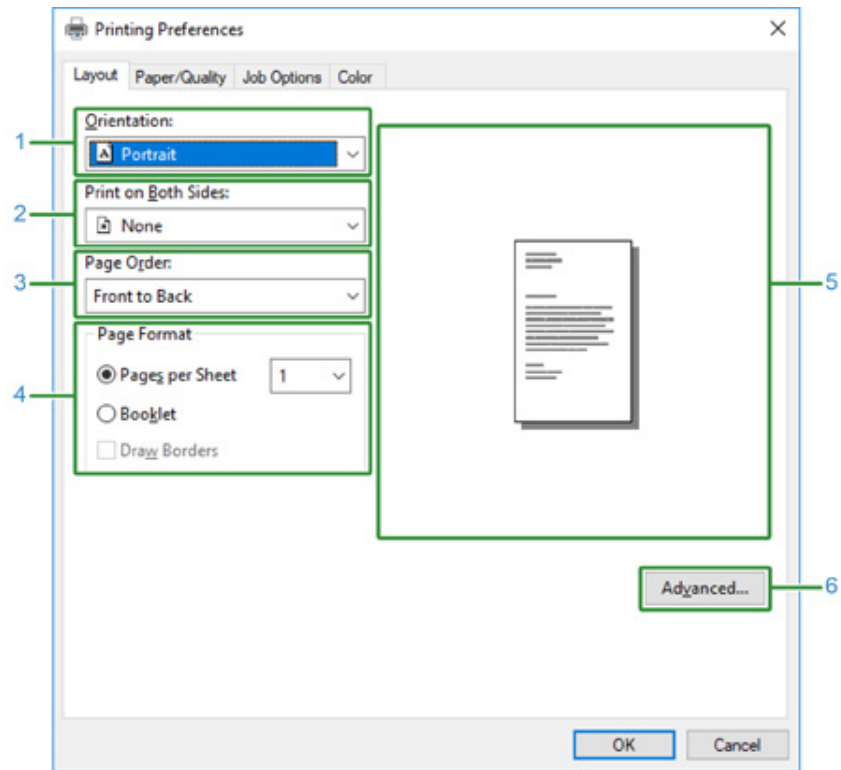 Printing Preferences
Layout Paper/Quality Job Options Color
Orientation:
1
Portrait
Print on Both Sides:
2
None
Page Order:
3
Front to Back
5
Page Format
Pages per Sheet 1
4
Booklet
Draw Borders
Advanced...
6
OK Cancel